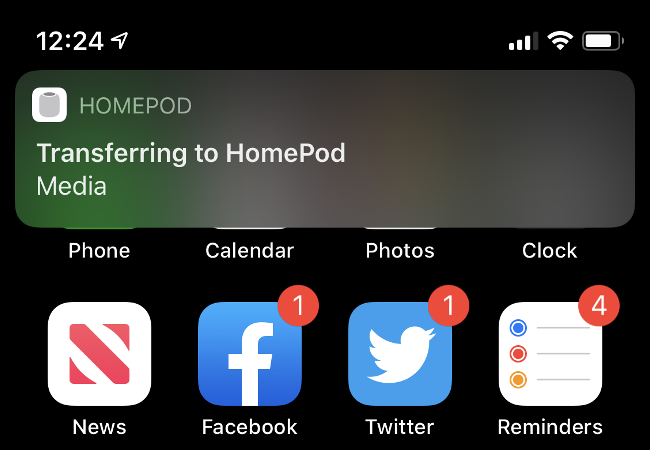 12:24
HOMEPOD
Transferring to HomePod
Media
Phone Calendar Photos Clock
1 1 4
News Facebook Twitter Reminders